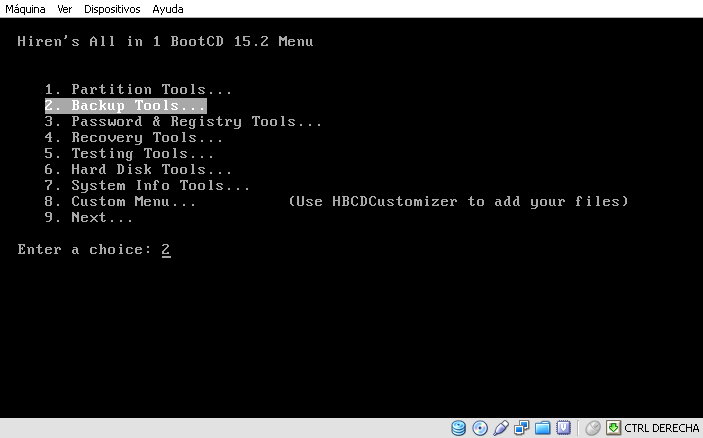 Máquina Ver Dispositivos Ayuda
Hiren's All in 1 BootCD 15.2 Menu
1. Partition Tools...
2. Backup Tools...
3. Password & Registry Tools...
4. Recovery Tools...
5. Testing Tools...
6. Hard Disk Tools...
7. System Info Tools...
8. Custom Menu... (Use HBCDCustomizer to add your files)
9. Next...
Enter a choice: 2
CTRL DERECHA